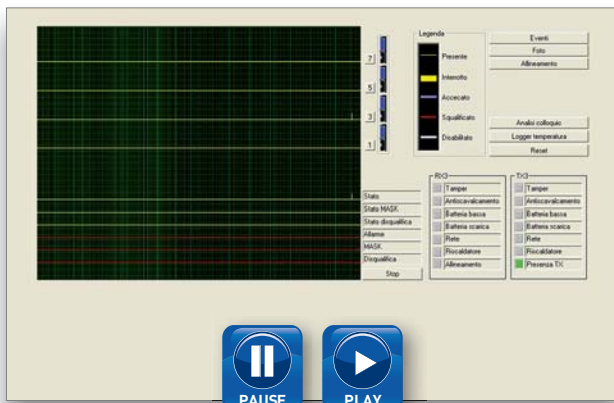 7
5
3
1
Stato
Stato MASK
Stato disqualifica
Allarme
MASK
Disqualifica
Stop
Legenda
Presente
Interrotto
Accecato
Squalificato
Disabilitato
Eventi
Foto
Allineamento
Analisi colloquio
Logger temperatura
Reset
RX3
Tamper
Antiscavalcamento
Batteria bassa
Batteria scarica
Rete
Riscaldatore
Allineamento
TX3
Tamper
Antiscavalcamento
Batteria bassa
Batteria scarica
Rete
Riscaldatore
Presenza TX
PAUSE
PLAY